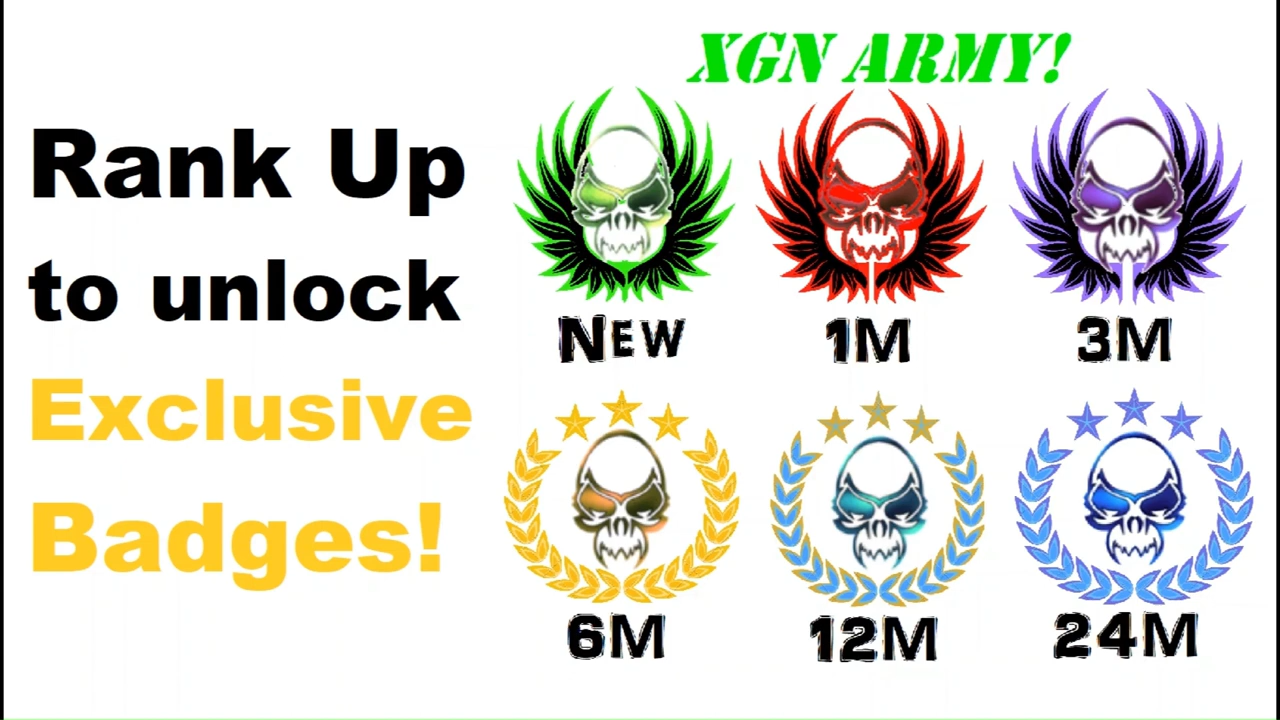 Rank Up
to unlock
Exclusive
Badges!
XGN ARMY!
NEW 1M 3M
6M 12M 24M